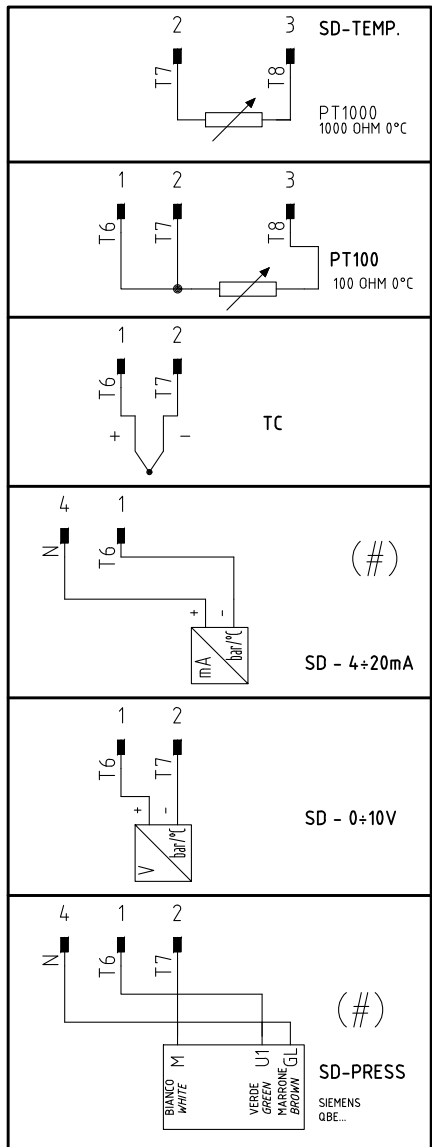 2 3 SD-TEMP.
T7 T8
PT1000
1000 OHM 0°C
1 2 3
T6 T7 T8
PT100
100 OHM 0°C
1 2
T6 T7
+ -
TC
4 1
N T6
(#)
+ -
mA bar/°C
SD - 4÷20mA
1 2
T6 T7
+ -
V bar/°C
SD - 0÷10V
4 1 2
N T6 T7
(#)
M U1 GL
BIANCO VERDE MARRONE
WHITE GREEN BROWN
SD-PRESS
SIEMENS
QBE...